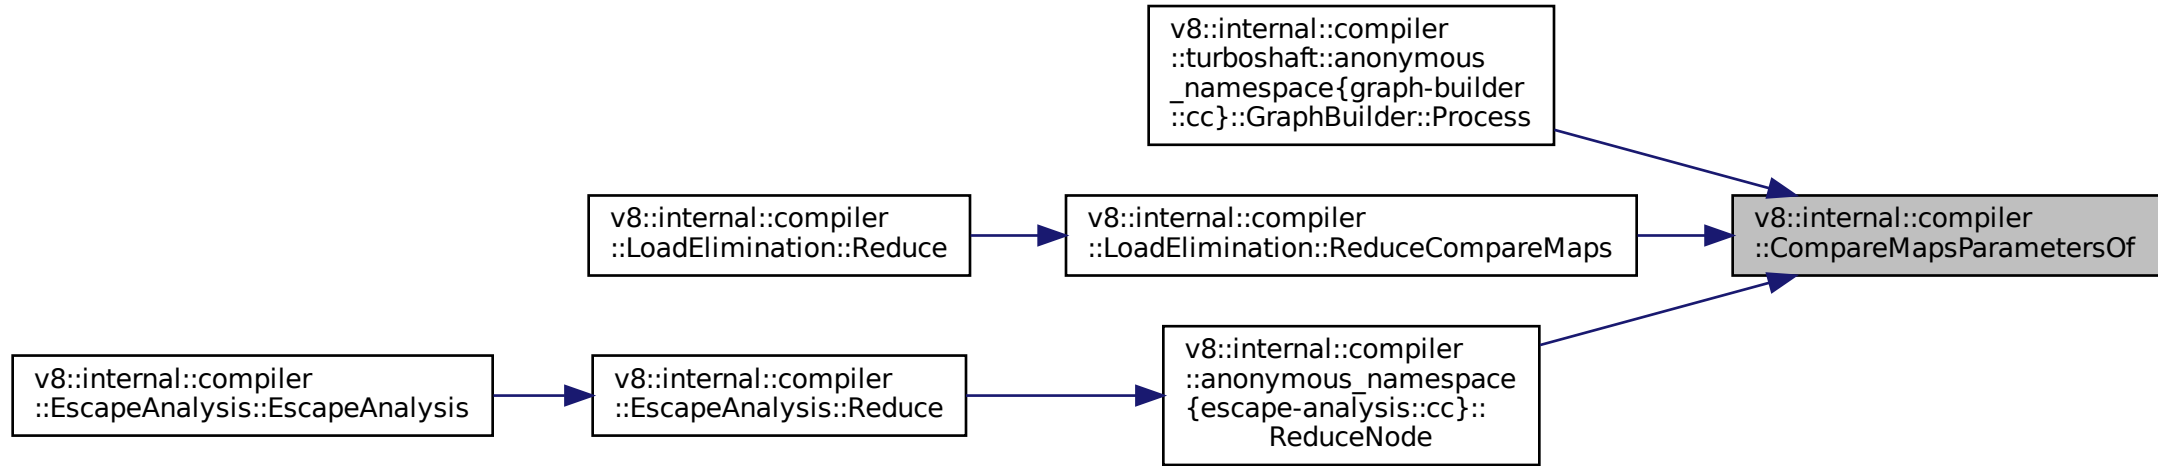 v8::internal::compiler
::turboshaft::anonymous
_namespace{graph-builder
::cc}::GraphBuilder::Process
v8::internal::compiler
::LoadElimination::Reduce
v8::internal::compiler
::LoadElimination::ReduceCompareMaps
v8::internal::compiler
::CompareMapsParametersOf
v8::internal::compiler
::EscapeAnalysis::EscapeAnalysis
v8::internal::compiler
::EscapeAnalysis::Reduce
v8::internal::compiler
::anonymous_namespace
{escape-analysis::cc}::
ReduceNode